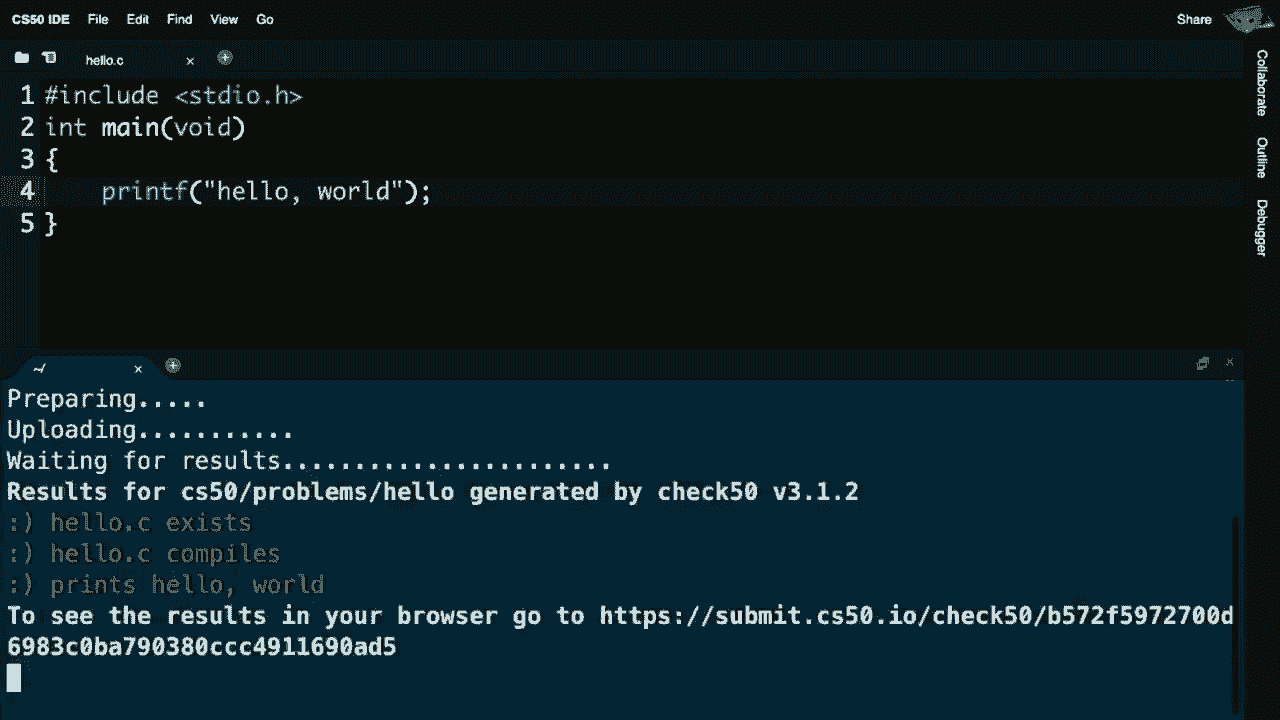 CS50 IDE File Edit Find View Go Share
hello.c
1 #include <stdio.h>
2 int main(void)
3 {
4     printf("hello, world");
5 }
Collaborate
Outline
Debugger
~/
Preparing.....
Uploading...........
Waiting for results.......................
Results for cs50/problems/hello generated by check50 v3.1.2
:) hello.c exists
:) hello.c compiles
:) prints hello, world
To see the results in your browser go to https://submit.cs50.io/check50/b572f5972700d
6983c0ba790380ccc4911690ad5